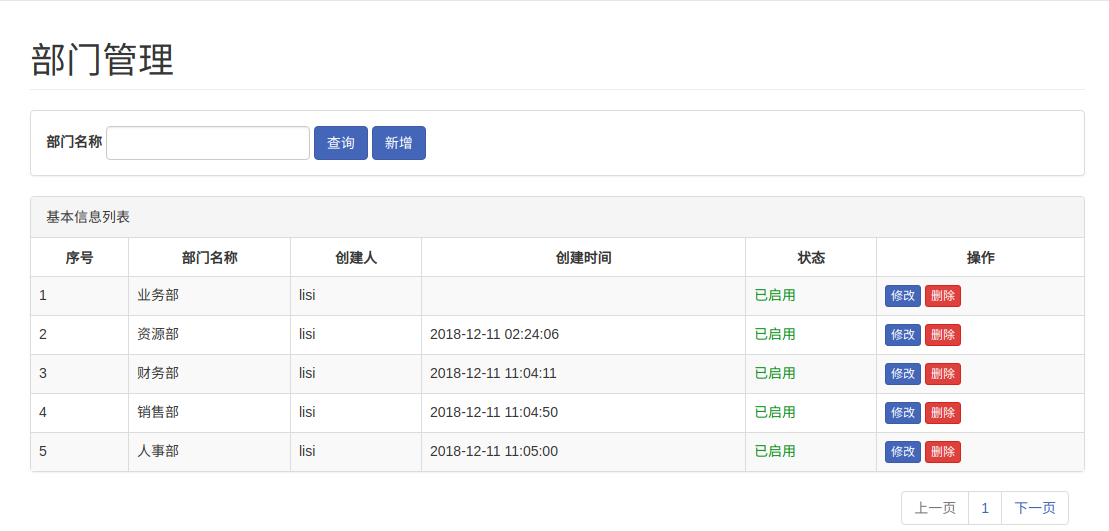 部门管理
部门名称 查询 新增
基本信息列表
序号 部门名称 创建人 创建时间 状态 操作
1 业务部 lisi 已启用 修改 删除
2 资源部 lisi 2018-12-11 02:24:06 已启用 修改 删除
3 财务部 lisi 2018-12-11 11:04:11 已启用 修改 删除
4 销售部 lisi 2018-12-11 11:04:50 已启用 修改 删除
5 人事部 lisi 2018-12-11 11:05:00 已启用 修改 删除
上一页 1 下一页